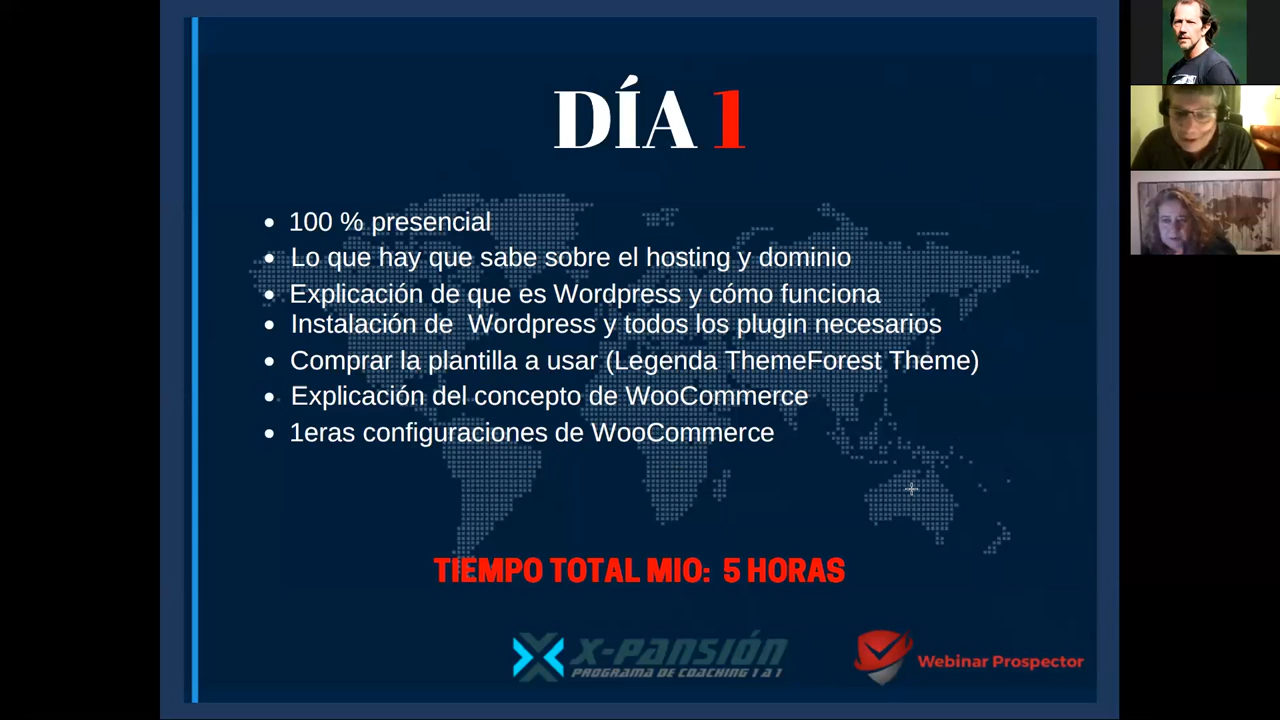 DÍA 1
100 % presencial
Lo que hay que sabe sobre el hosting y dominio
Explicación de que es Wordpress y cómo funciona
Instalación de Wordpress y todos los plugin necesarios
Comprar la plantilla a usar (Legenda ThemeForest Theme)
Explicación del concepto de WooCommerce
1eras configuraciones de WooCommerce
TIEMPO TOTAL MIO: 5 HORAS
X-PANSIÓN
PROGRAMA DE COACHING 1 A 1
Webinar Prospector